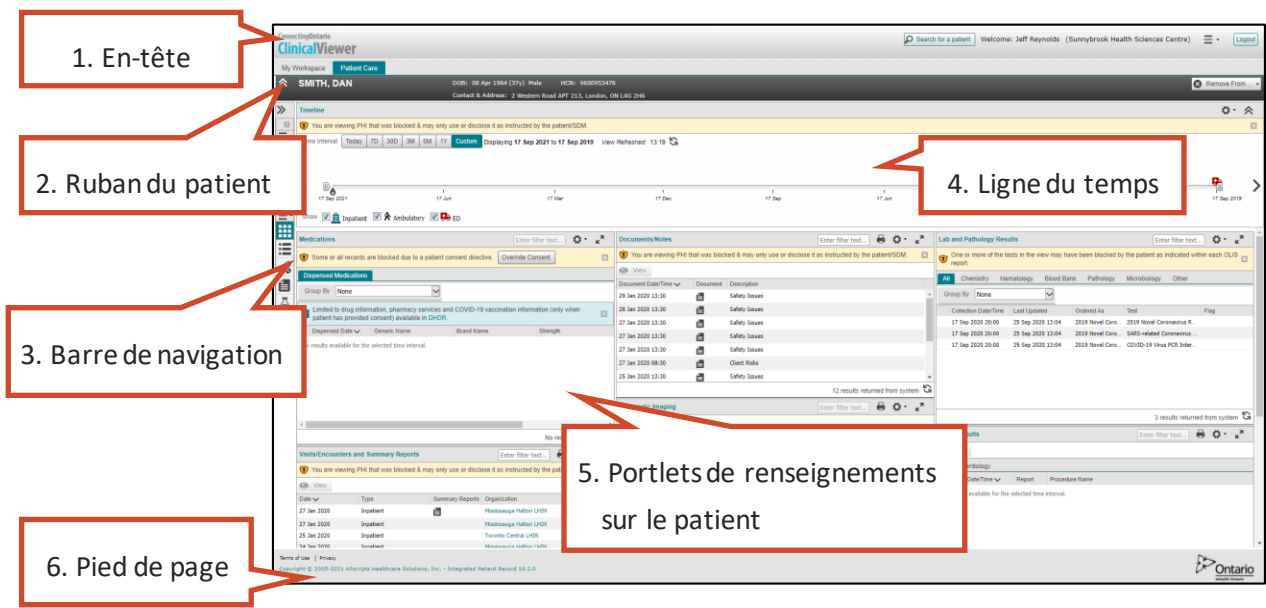 1. En-tête
2. Ruban du patient
3. Barre de navigation
4. Ligne du temps
5. Portlets de renseignements
sur le patient
6. Pied de page
ConnectingOntario
ClinicalViewer
Search for a patient Welcome: Jeff Reynolds (Sunnybrook Health Sciences Centre) Logout
My Workspace Patient Care
SMITH, DAN DOB: 08 Apr 1984 (37y) Male HCN: 9600953476 Remove From...
Contact & Address: 2 Western Road APT 213, London, ON L4G 2H6
Timeline
You are viewing PHI that was blocked & may only use or disclose it as instructed by the patient/SDM.
Interval Today 7D 30D 3M 6M 1Y Custom Displaying 17 Sep 2021 to 17 Sep 2019 View Refreshed: 13:19
17 Sep 2021 17 Jun 17 Mar 17 Dec 17 Sep 17 Jun 17 Sep 2019
Show Inpatient Ambulatory ED
Medications Enter filter text...
Some or all records are blocked due to a patient consent directive. Override Consent
Dispensed Medications
Group By None
Limited to drug information, pharmacy services and COVID-19 vaccination information (only when
patient has provided consent) available in DHDR.
Dispensed Date Generic Name Brand Name Strength
results available for the selected time interval.
No
Documents/Notes Enter filter text...
You are viewing PHI that was blocked & may only use or disclose it as instructed by the patient/SDM.
View
Document Date/Time Document Description
29 Jan 2020 13:30 Safety Issues
28 Jan 2020 13:30 Safety Issues
27 Jan 2020 13:30 Safety Issues
27 Jan 2020 13:30 Safety Issues
27 Jan 2020 13:30 Safety Issues
27 Jan 2020 08:30 Client Risks
25 Jan 2020 13:30 Safety Issues
12 results returned from system
Imaging Enter filter text...
Lab and Pathology Results Enter filter text...
One or more of the tests in the view may have been blocked by the patient as indicated within each OLIS
report.
All Chemistry Hematology Blood Bank Pathology Microbiology Other
Group By None
Collection Date/Time Last Updated Ordered As Test Flag
17 Sep 2020 20:00 25 Sep 2020 13:04 2019 Novel Coro... 2019 Novel Coronavirus R...
17 Sep 2020 20:00 25 Sep 2020 13:04 2019 Novel Coro... SARS-related Coronavirus ...
17 Sep 2020 20:00 25 Sep 2020 13:04 2019 Novel Coro... COVID-19 Virus PCR Inter...
3 results returned from system
Enter filter text...
Date/Time Report Procedure Name
available for the selected time interval.
Visits/Encounters and Summary Reports Enter filter text...
You are viewing PHI that was blocked & may only use or disclose it as instructed by the
View
Date Type Summary Reports Organization
27 Jan 2020 Inpatient Mississauga Halton LHIN
27 Jan 2020 Inpatient Mississauga Halton LHIN
25 Jan 2020 Inpatient Toronto Central LHIN
24 Jan 2020 Inpatient Mississauga Halton LHIN
Terms of Use | Privacy
Copyright © 2005-2021 Allscripts Healthcare Solutions, Inc. - Integrated Patient Record 19.2.0
Ontario
eHealth Ontario